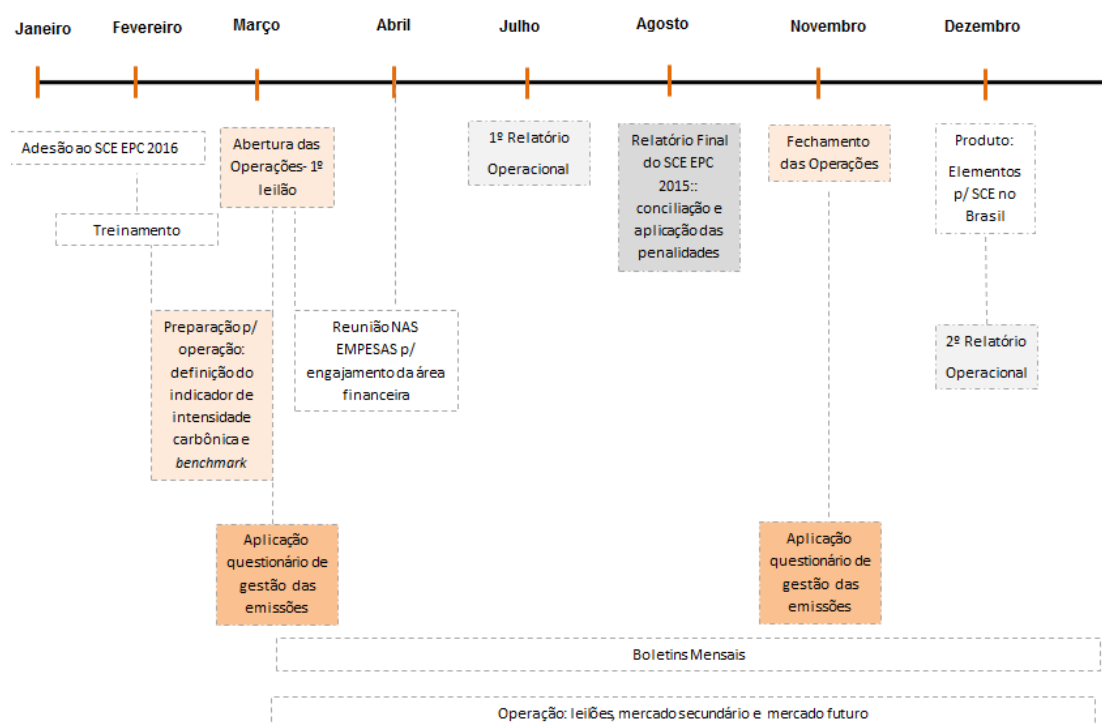 Janeiro
Fevereiro
Março
Abril
Julho
Agosto
Novembro
Dezembro
Adesão ao SCE EPC 2016
Treinamento
Abertura das
Operações- 1º
leilão
1º Relatório
Operacional
Relatório Final
do SCE EPC
2015::
conciliação e
aplicação das
penalidades
Fechamento
das Operações
Produto:
Elementos
p/ SCE no
Brasil
Preparação p/
operação:
definição do
indicador de
intensidade
carbônica e
benchmark
Reunião NAS
EMPESAS p/
engajamento da área
financeira
2º Relatório
Operacional
Aplicação
questionário de
gestão das
emissões
Aplicação
questionário de
gestão das
emissões
Boletins Mensais
Operação: leilões, mercado secundário e mercado futuro